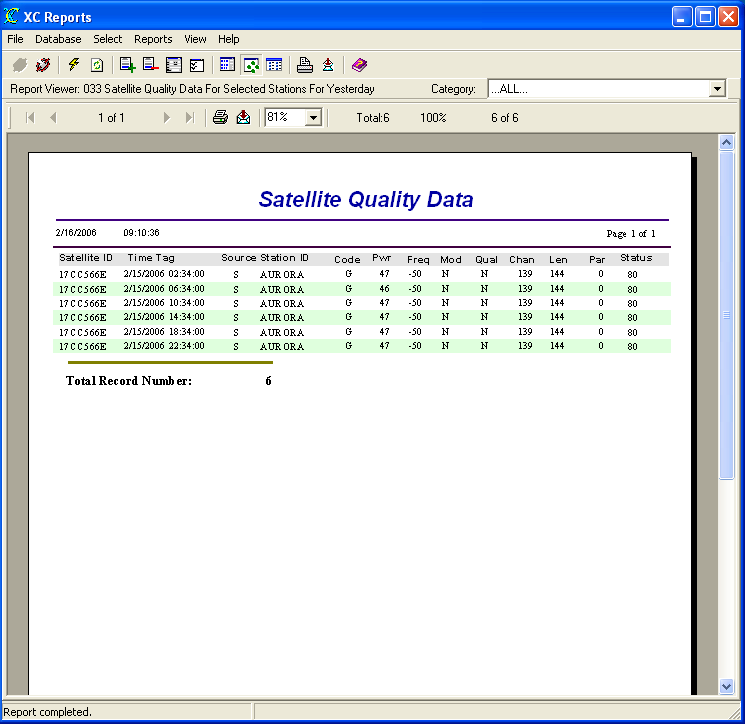 XC Reports
File Database Select Reports View Help
Report Viewer: 033 Satellite Quality Data For Selected Stations For Yesterday Category: ...ALL...
1 of 1 81% Total:6 100% 6 of 6
Satellite Quality Data
2/16/2006 09:10:36 Page 1 of 1
Satellite ID Time Tag Source Station ID Code Pwr Freq Mod Qual Chan Len Par Status
17CC566E 2/15/2006 02:34:00 S AURORA G 47 -50 N N 139 144 0 80
17CC566E 2/15/2006 06:34:00 S AURORA G 46 -50 N N 139 144 0 80
17CC566E 2/15/2006 10:34:00 S AURORA G 47 -50 N N 139 144 0 80
17CC566E 2/15/2006 14:34:00 S AURORA G 47 -50 N N 139 144 0 80
17CC566E 2/15/2006 18:34:00 S AURORA G 47 -50 N N 139 144 0 80
17CC566E 2/15/2006 22:34:00 S AURORA G 47 -50 N N 139 144 0 80
Total Record Number: 6
Report completed.